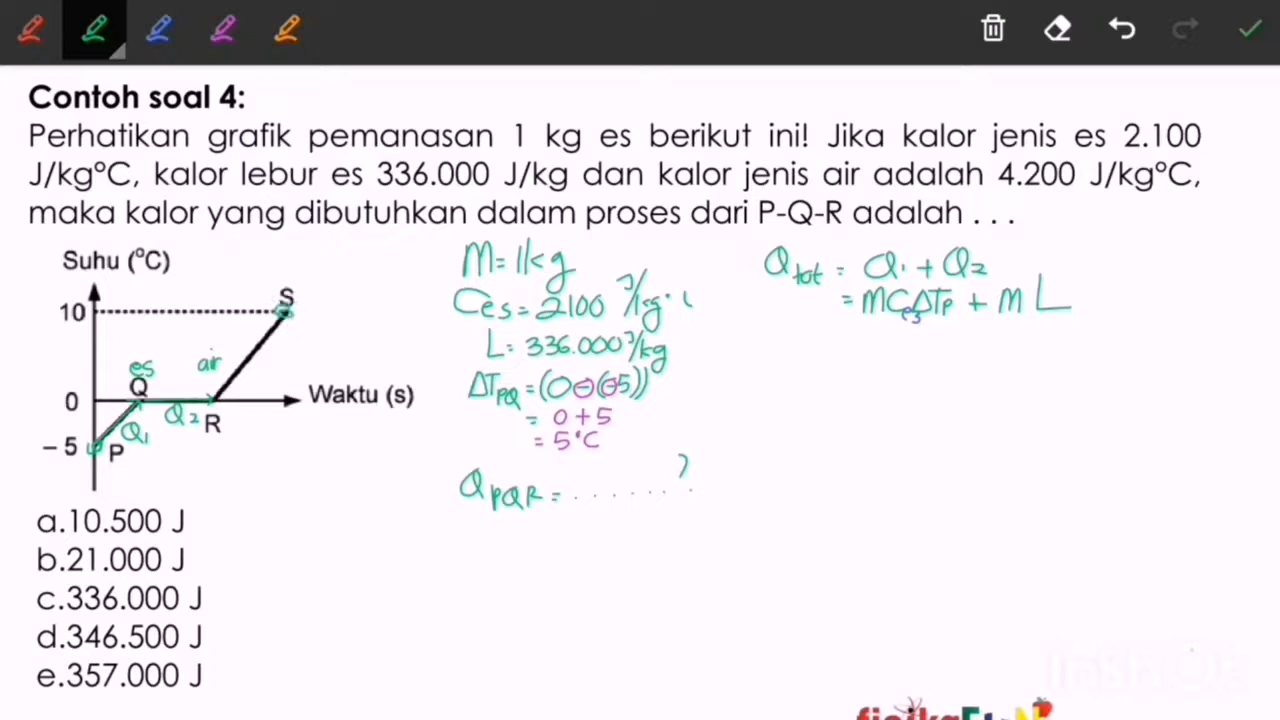 Contoh soal 4:
Perhatikan grafik pemanasan 1 kg es berikut ini! Jika kalor jenis es 2.100
J/kg°C, kalor lebur es 336.000 J/kg dan kalor jenis air adalah 4.200 J/kg°C,
maka kalor yang dibutuhkan dalam proses dari P-Q-R adalah . . .
Suhu (°C)
10
S
es
air
Q
0
Waktu (s)
Q1
Q2
R
– 5
P
M = 1 kg
Ces = 2100 J/kg°C
L = 336.000 J/kg
ΔTPQ = (0 - (-5))
= 0 + 5
= 5°C
QPQR = . . . . . . ?
Qtot = Q1 + Q2
= M Ces ΔTP + M L
a.10.500 J
b.21.000 J
c.336.000 J
d.346.500 J
e.357.000 J